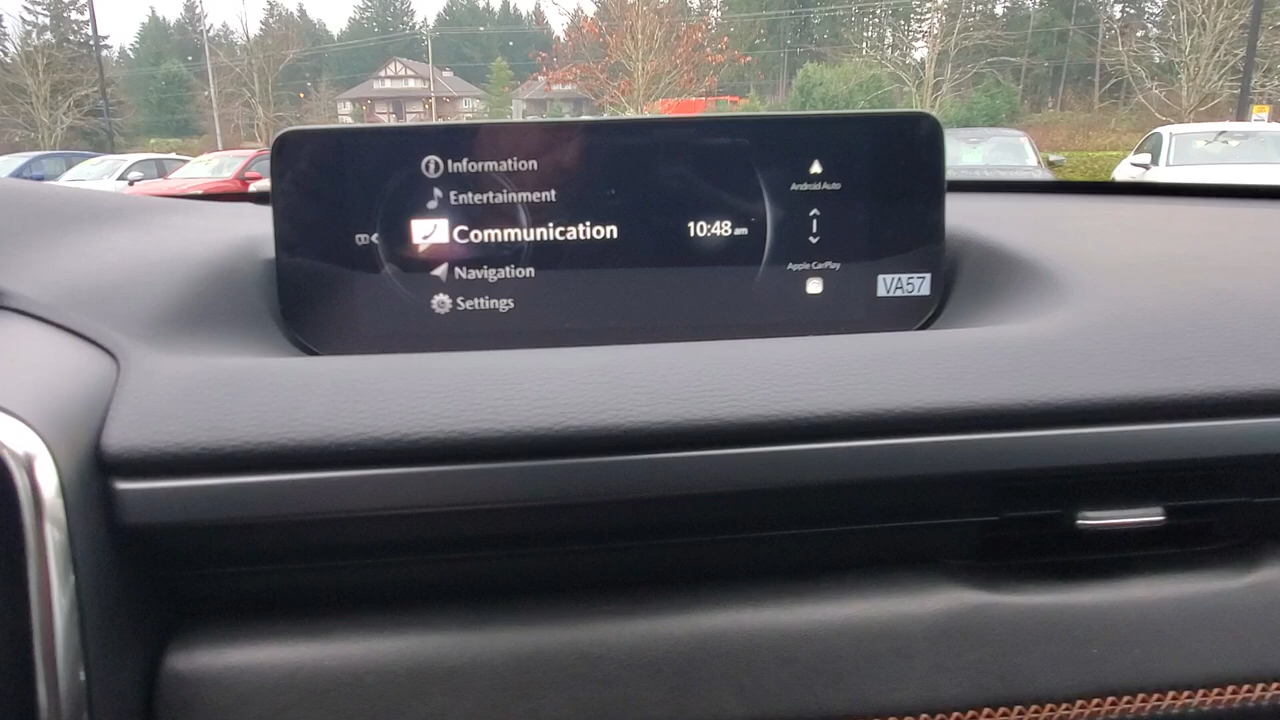 Information
Entertainment
Communication
10:48 am
Navigation
Settings
Android Auto
Apple CarPlay
VA57